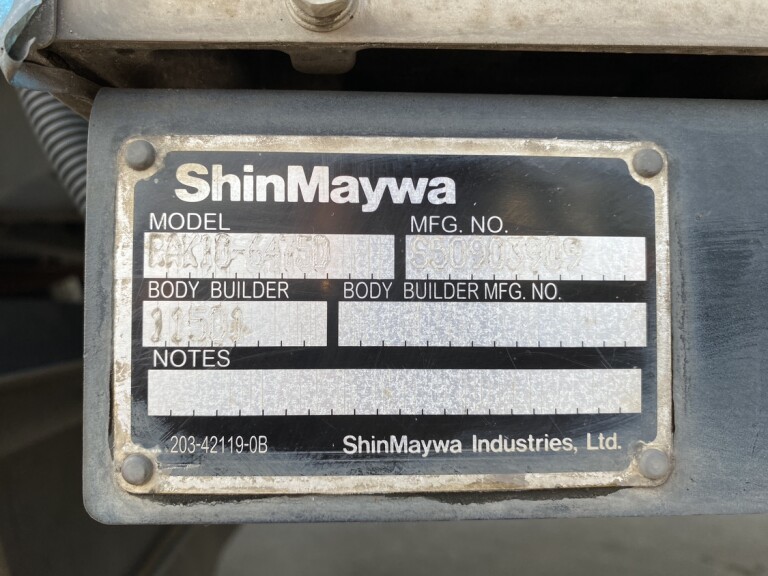 ShinMaywa
MODEL MFG. NO.
BODY BUILDER BODY BUILDER MFG. NO.
NOTES
203-42119-0B ShinMaywa Industries, Ltd.